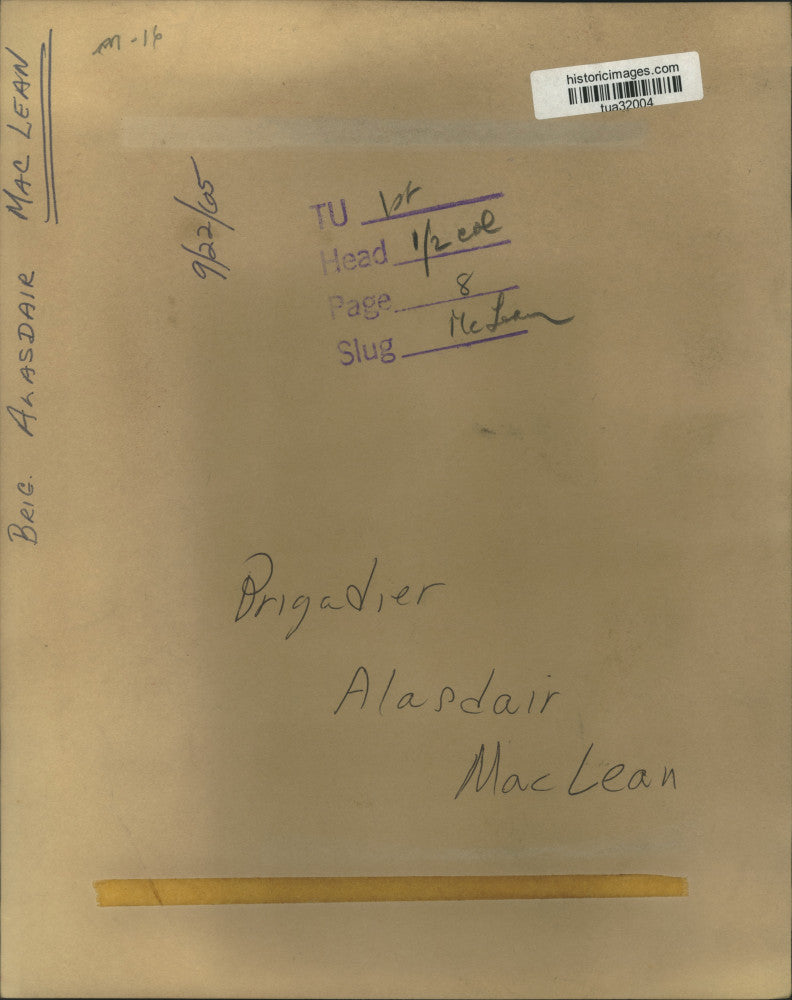 m-16
historicimages.com
tua32004
BRIG. ALASDAIR MAC LEAN
9/22/65
TU 1st
Head 1/2 col
Page 8
Slug McLean
Brigadier
Alasdair
MacLean